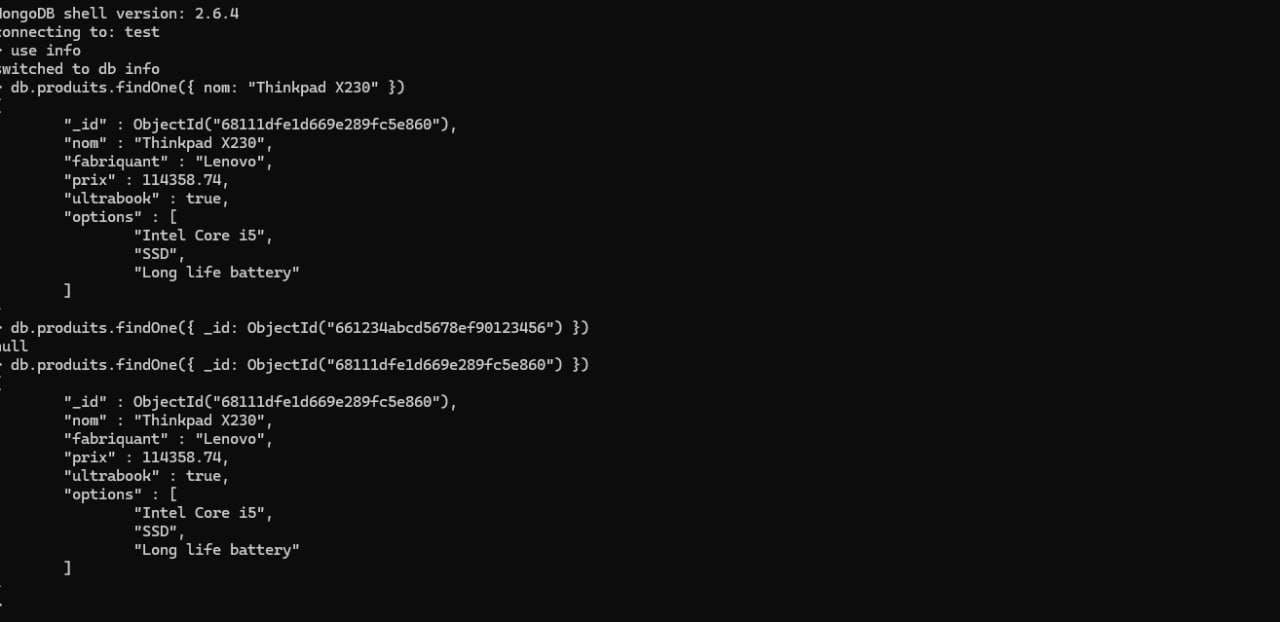 MongoDB shell version: 2.6.4
connecting to: test
> use info
switched to db info
> db.produits.findOne({ nom: "Thinkpad X230" })
{
"_id" : ObjectId("68111dfe1d669e289fc5e860"),
"nom" : "Thinkpad X230",
"fabriquant" : "Lenovo",
"prix" : 114358.74,
"ultrabook" : true,
"options" : [
"Intel Core i5",
"SSD",
"Long life battery"
]
}
> db.produits.findOne({ _id: ObjectId("661234abcd5678ef90123456") })
null
> db.produits.findOne({ _id: ObjectId("68111dfe1d669e289fc5e860") })
{
"_id" : ObjectId("68111dfe1d669e289fc5e860"),
"nom" : "Thinkpad X230",
"fabriquant" : "Lenovo",
"prix" : 114358.74,
"ultrabook" : true,
"options" : [
"Intel Core i5",
"SSD",
"Long life battery"
]
}
>